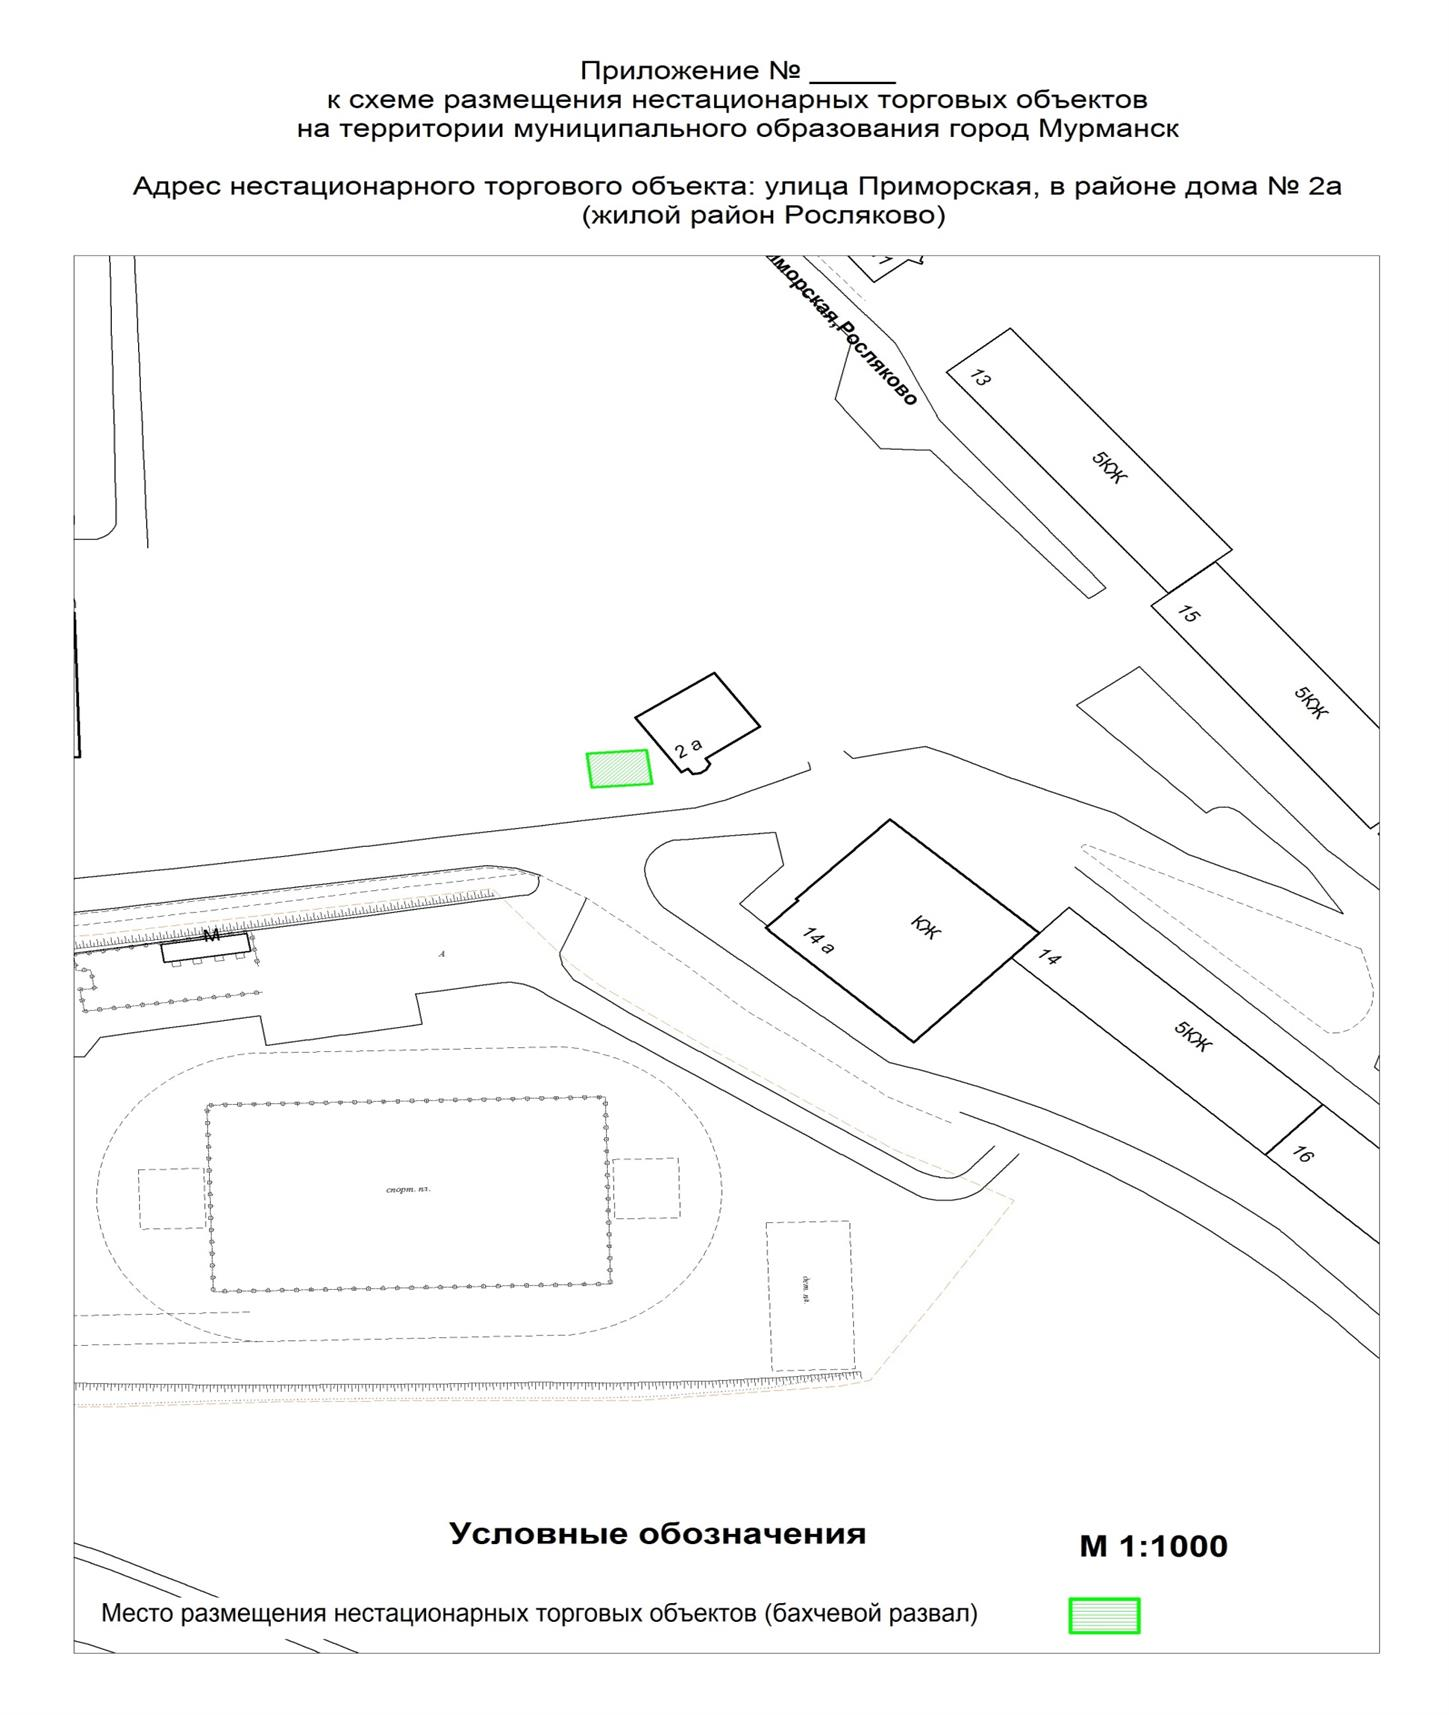 Приложение № ______
к схеме размещения нестационарных торговых объектов
на территории муниципального образования город Мурманск
Адрес нестационарного торгового объекта: улица Приморская, в районе дома № 2а
(жилой район Росляково)
иморская,Росляково
13
5КЖ
15
5КЖ
2 а
КЖ
14 а
14
5КЖ
16
М
А
спорт. пл.
Условные обозначения
М 1:1000
Место размещения нестационарных торговых объектов (бахчевой развал)